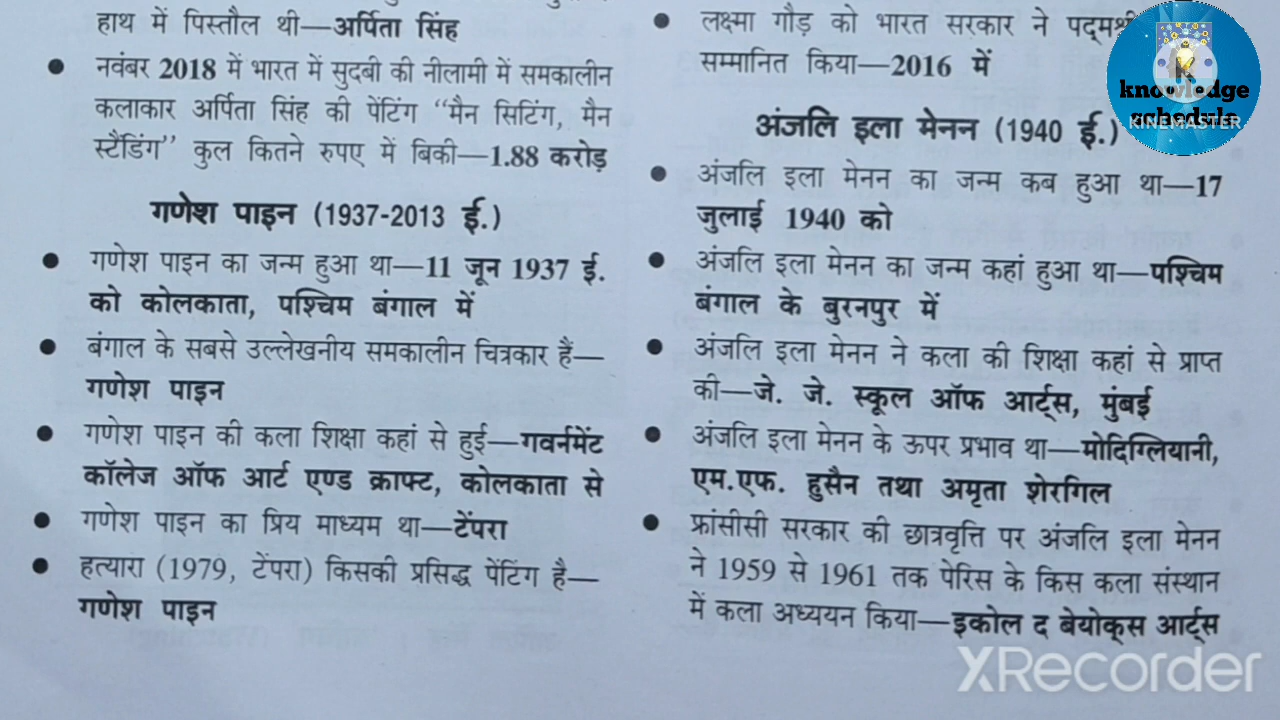 हाथ में पिस्तौल थी—अर्पिता सिंह
● नवंबर 2018 में भारत में सुदबी की नीलामी में समकालीन
कलाकार अर्पिता सिंह की पेंटिंग “मैन सिटिंग, मैन
स्टैंडिंग” कुल कितने रुपए में बिकी—1.88 करोड़
गणेश पाइन (1937-2013 ई.)
● गणेश पाइन का जन्म हुआ था—11 जून 1937 ई.
को कोलकाता, पश्चिम बंगाल में
● बंगाल के सबसे उल्लेखनीय समकालीन चित्रकार हैं—
गणेश पाइन
● गणेश पाइन की कला शिक्षा कहां से हुई—गवर्नमेंट
कॉलेज ऑफ आर्ट एण्ड क्राफ्ट, कोलकाता से
● गणेश पाइन का प्रिय माध्यम था—टेंपरा
● हत्यारा (1979, टेंपरा) किसकी प्रसिद्ध पेंटिंग है—
गणेश पाइन
● लक्ष्मा गौड़ को भारत सरकार ने पद्मश्री
सम्मानित किया—2016 में
अंजलि इला मेनन (1940 ई.)
● अंजलि इला मेनन का जन्म कब हुआ था—17
जुलाई 1940 को
● अंजलि इला मेनन का जन्म कहां हुआ था—पश्चिम
बंगाल के बुरनपुर में
● अंजलि इला मेनन ने कला की शिक्षा कहां से प्राप्त
की—जे. जे. स्कूल ऑफ आर्ट्स, मुंबई
● अंजलि इला मेनन के ऊपर प्रभाव था—मोदिग्लियानी,
एम.एफ. हुसैन तथा अमृता शेरगिल
● फ्रांसीसी सरकार की छात्रवृत्ति पर अंजलि इला मेनन
ने 1959 से 1961 तक पेरिस के किस कला संस्थान
में कला अध्ययन किया—इकोल द बेयोक्स आर्ट्स
knowledge
schedule
KINEMASTER
XRecorder